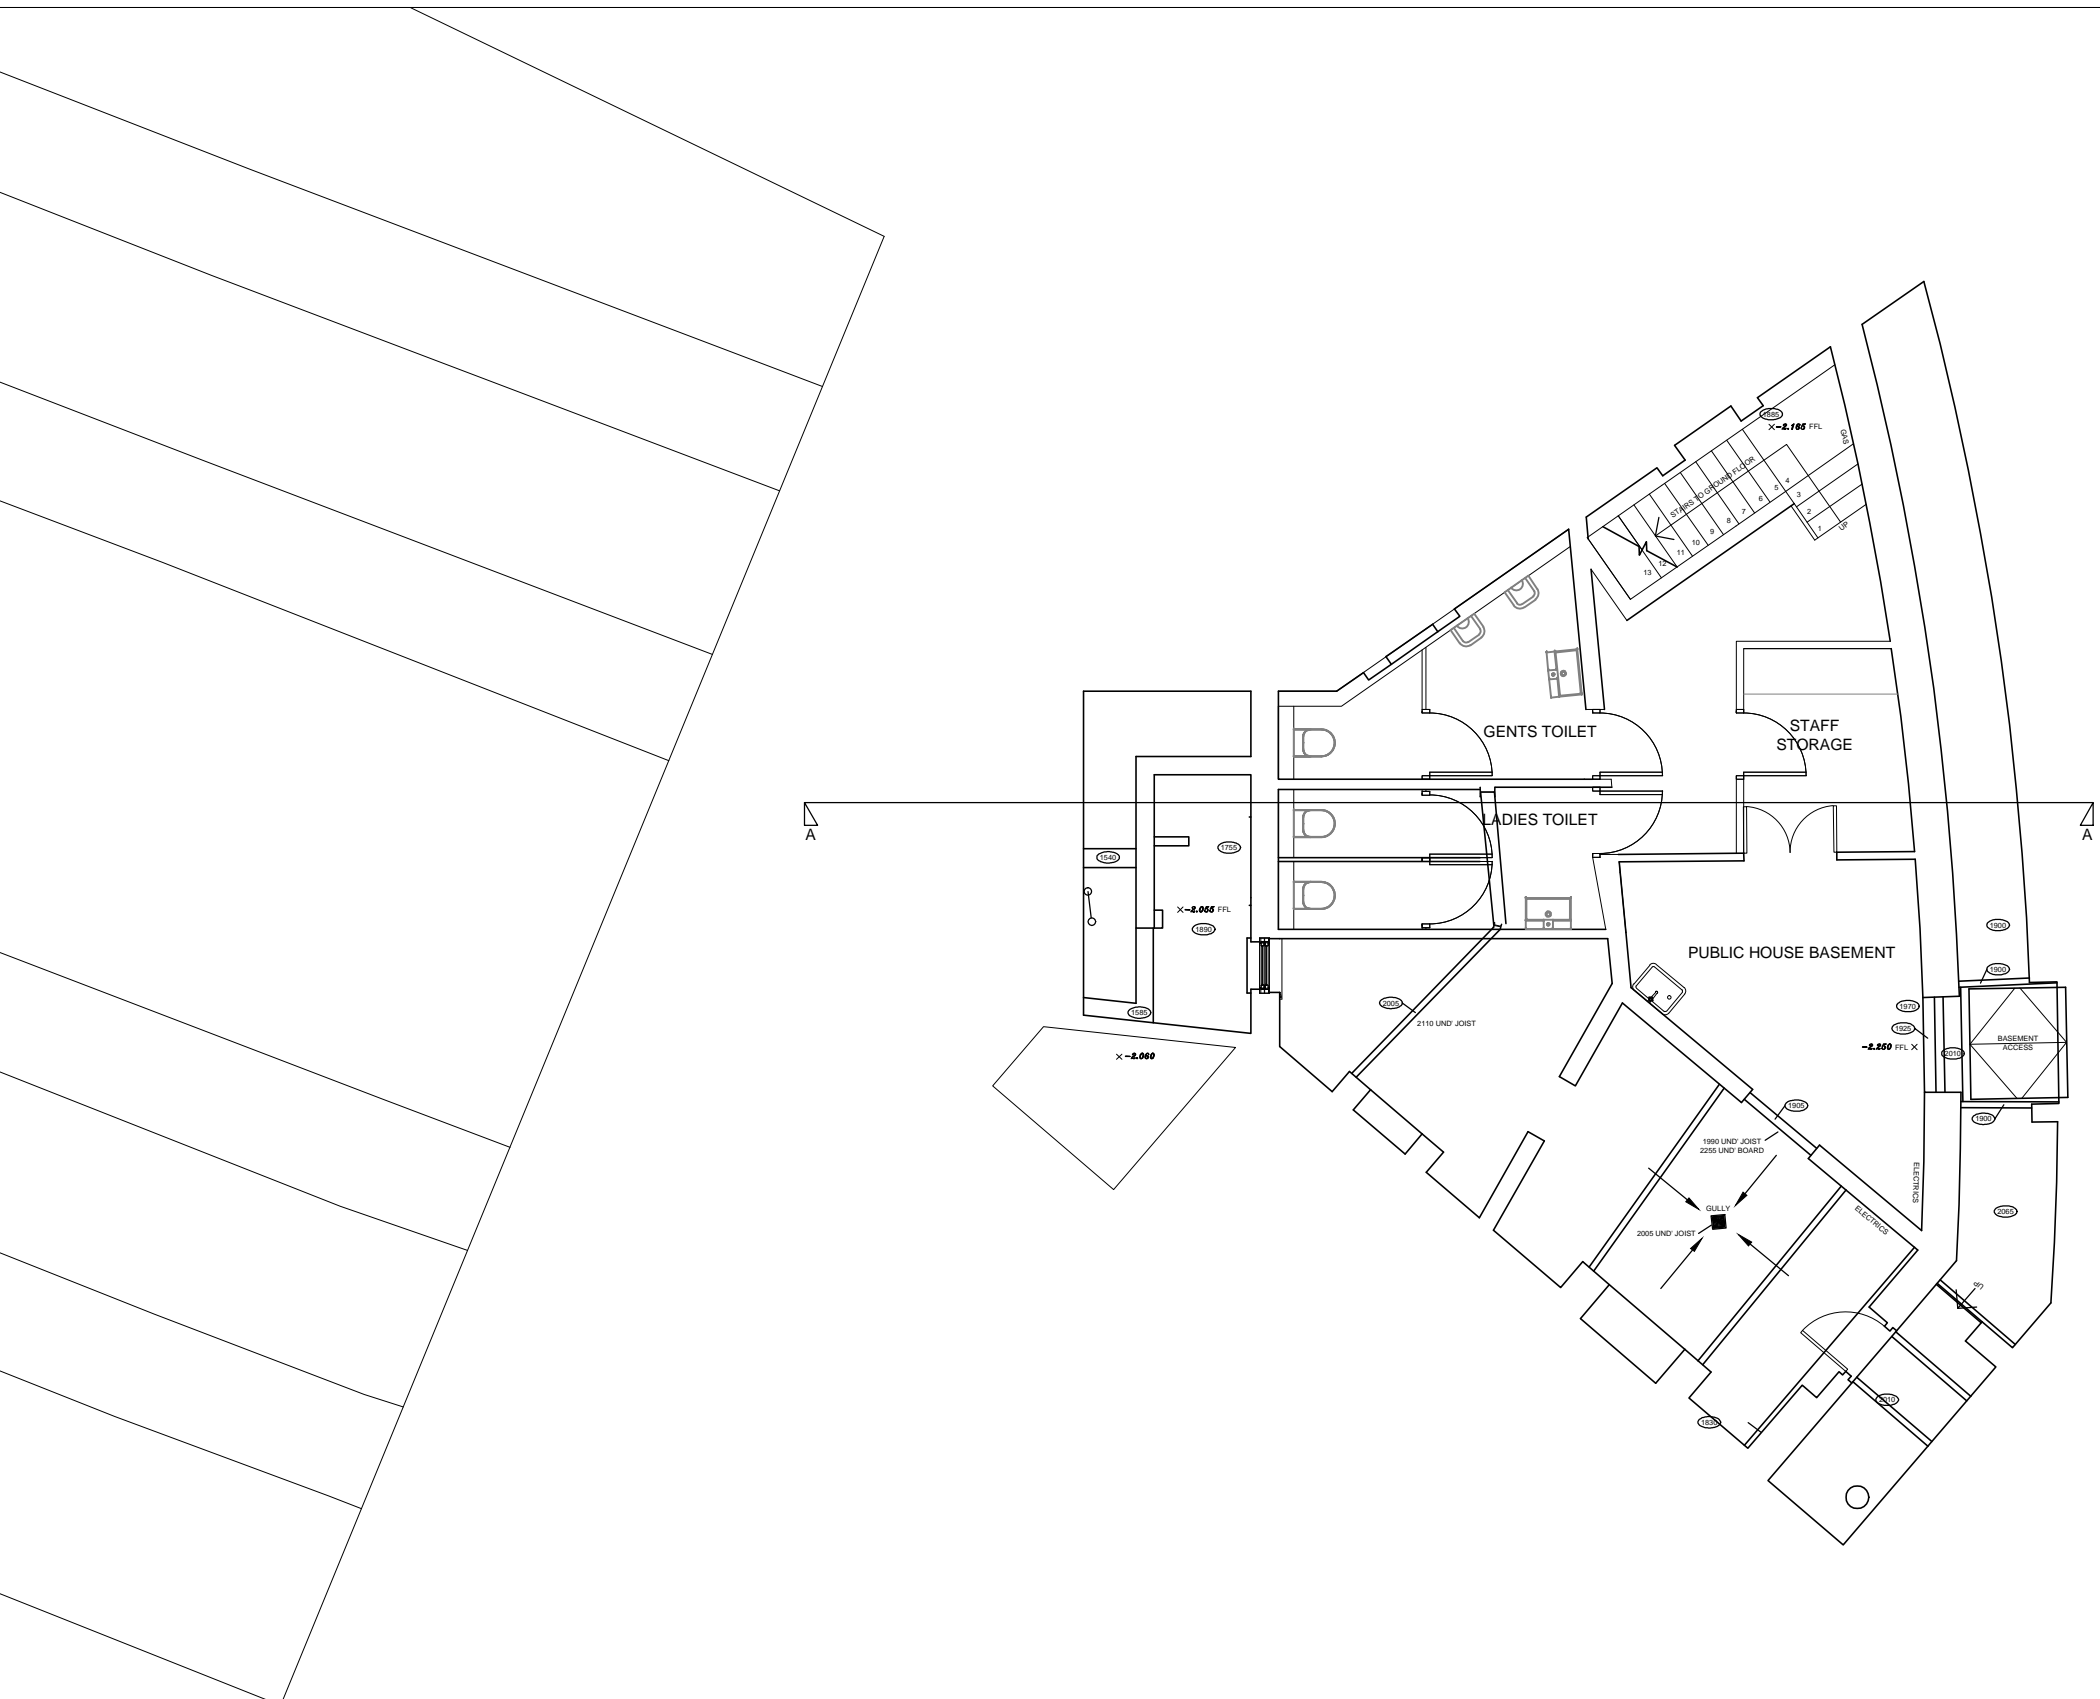 1885
×-2.165 FFL
GAS
STAIRS TO GROUND FLOOR
4
5
3
6
2
7
8
1
UP
9
10
11
12
13
GENTS TOILET
STAFF
STORAGE
A
A
LADIES TOILET
1540
1755
×-2.055 FFL
1890
1900
PUBLIC HOUSE BASEMENT
1900
2005
1970
1585
2110 UND' JOIST
1925
BASEMENT
ACCESS
-2.250 FFL ×
2010
×-2.060
1905
1900
1990 UND' JOIST
2255 UND' BOARD
ELECTRICS
GULLY
2065
ELECTRICS
2005 UND' JOIST
UP
2010
1830